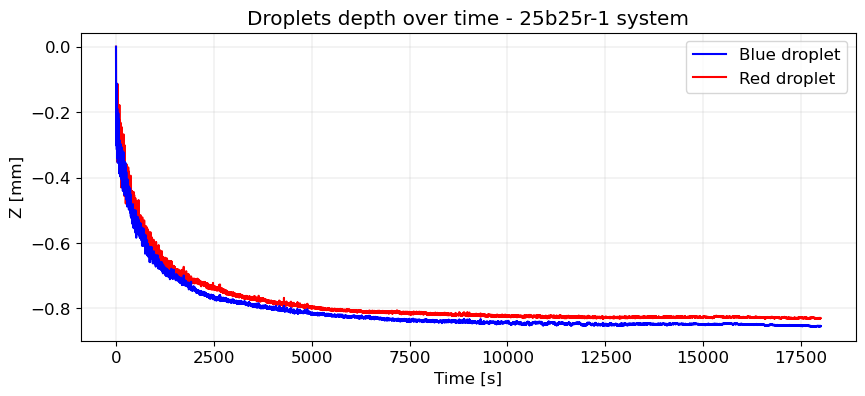 Droplets depth over time - 25b25r-1 system
Blue droplet
Red droplet
0.0
−0.2
−0.4
−0.6
−0.8
Z [mm]
0
2500
5000
7500
10000
12500
15000
17500
Time [s]